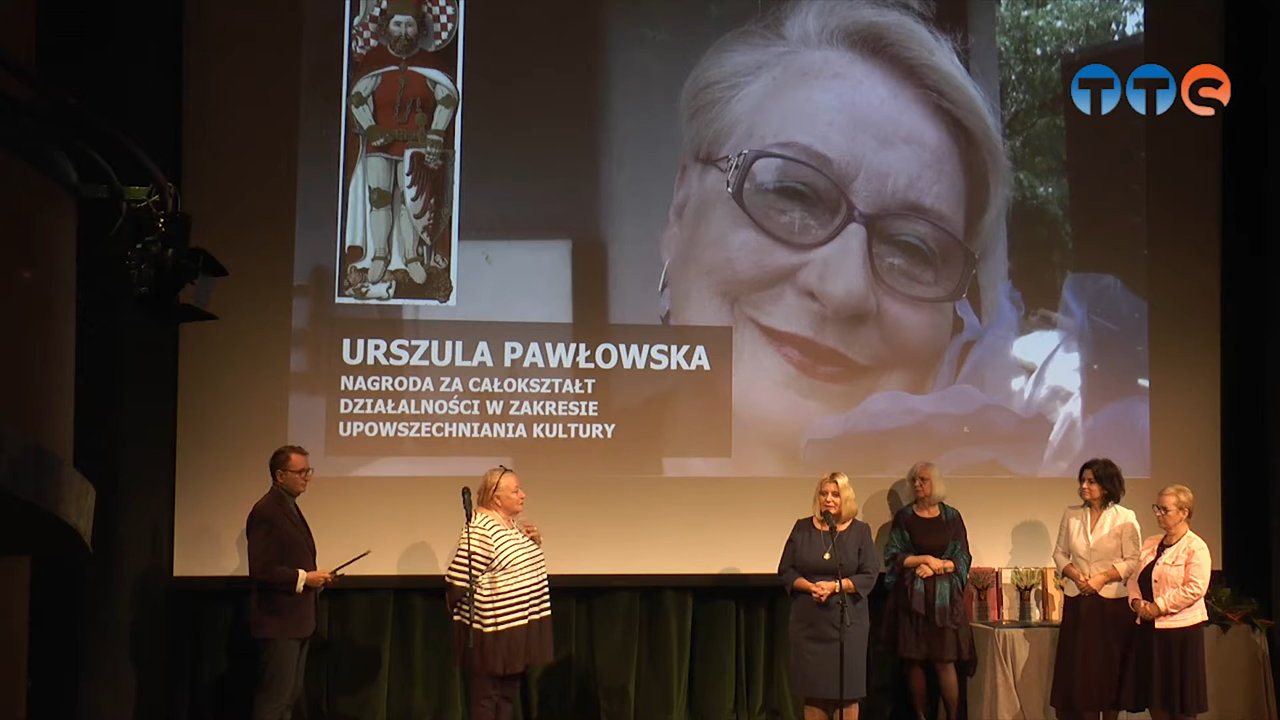 TTS
URSZULA PAWŁOWSKA
NAGRODA ZA CAŁOKSZTAŁT
DZIAŁALNOŚCI W ZAKRESIE
UPOWSZECHNIANIA KULTURY